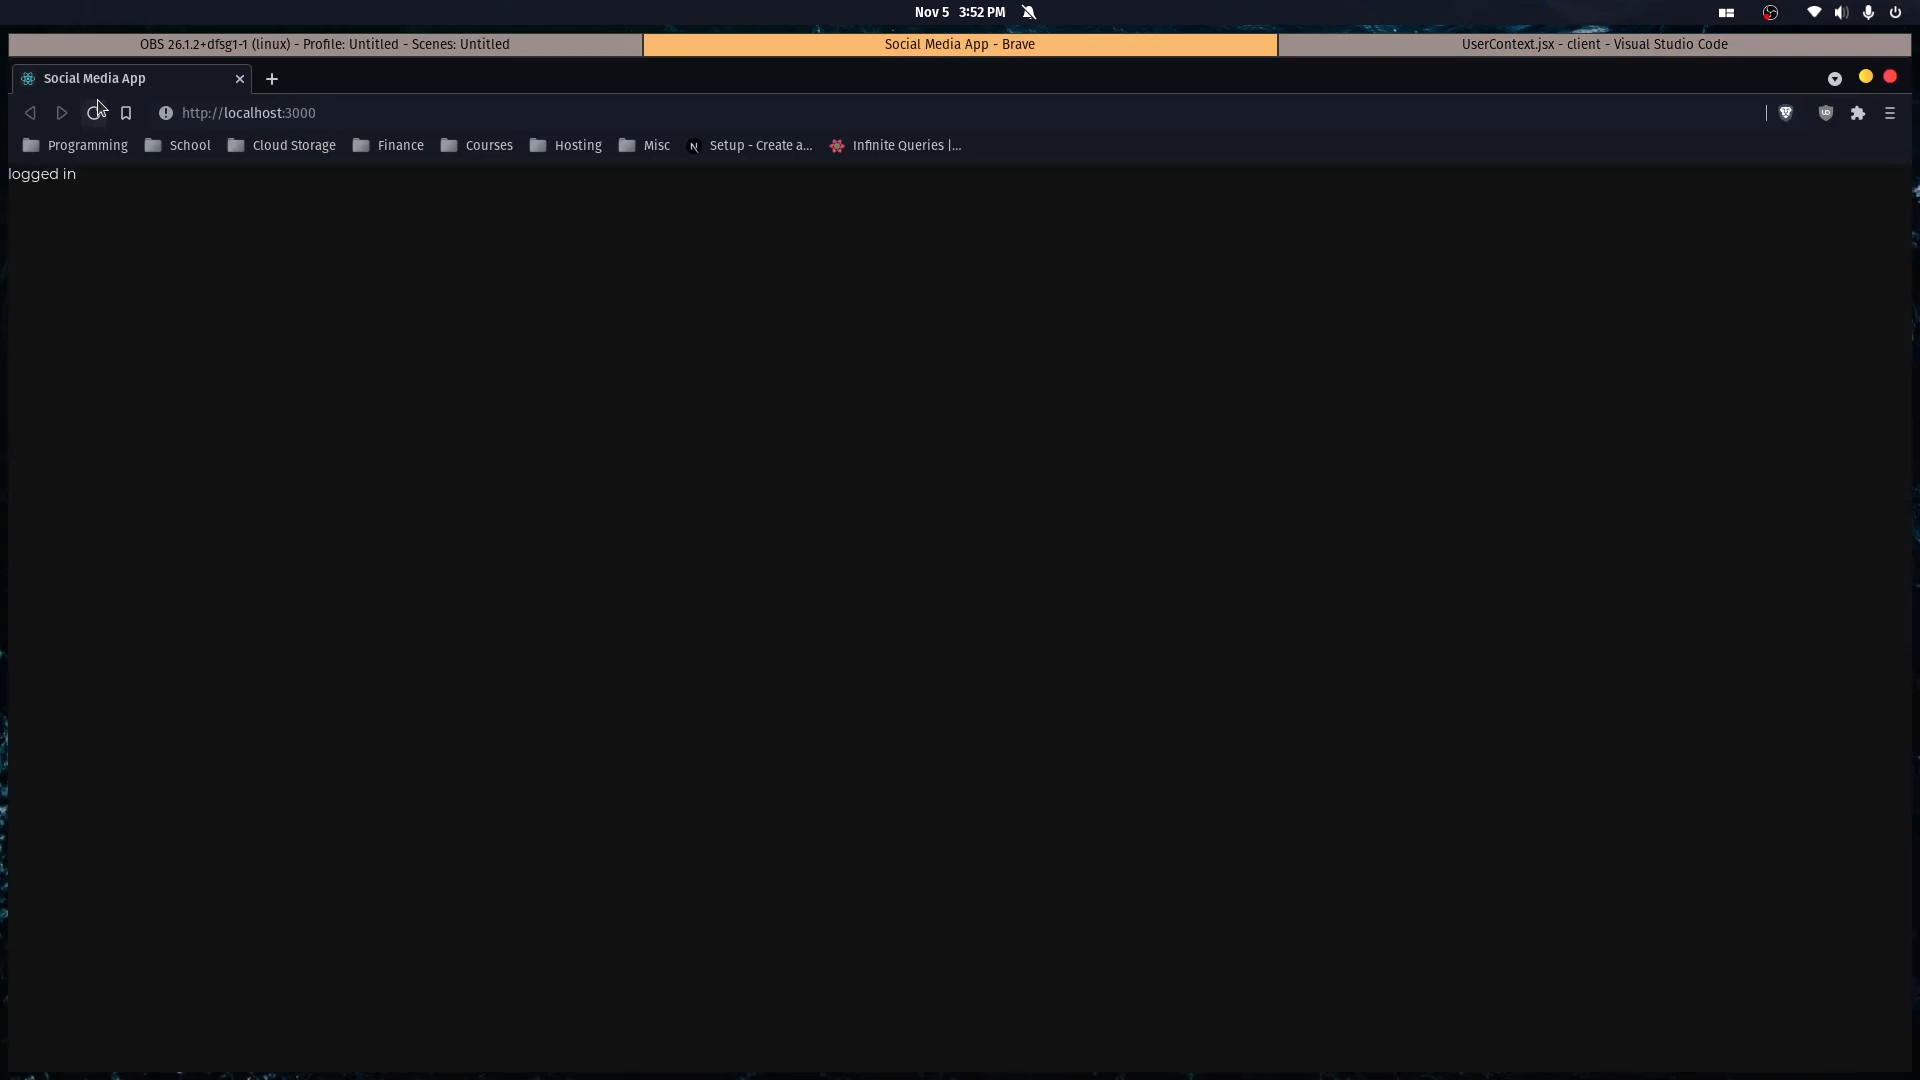 Nov 5 3:52 PM
OBS 26.1.2+dfsg1-1 (linux) - Profile: Untitled - Scenes: Untitled
Social Media App - Brave
UserContext.jsx - client - Visual Studio Code
Social Media App
http://localhost:3000
Programming School Cloud Storage Finance Courses Hosting Misc N Setup - Create a... Infinite Queries |...
logged in